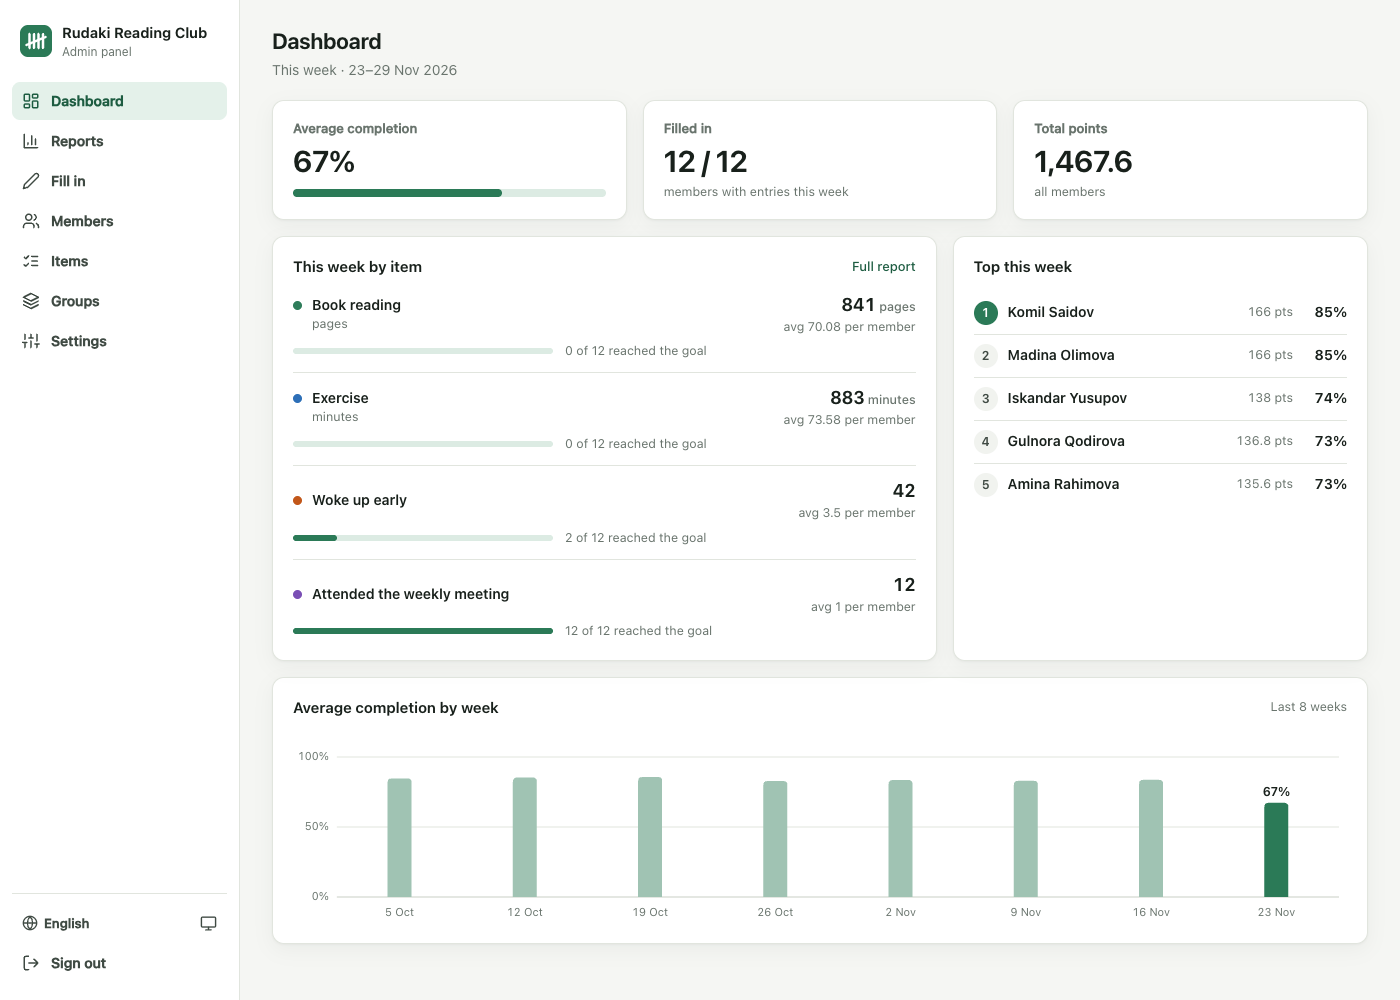 Rudaki Reading Club
Admin panel
Dashboard
Reports
Fill in
Members
Items
Groups
Settings
English
Sign out
Dashboard
This week · 23–29 Nov 2026
Average completion
67%
Filled in
12 / 12
members with entries this week
Total points
1,467.6
all members
This week by item
Full report
Book reading
841 pages
pages
avg 70.08 per member
0 of 12 reached the goal
Exercise
883 minutes
minutes
avg 73.58 per member
0 of 12 reached the goal
Woke up early
42
avg 3.5 per member
2 of 12 reached the goal
Attended the weekly meeting
12
avg 1 per member
12 of 12 reached the goal
Top this week
1 Komil Saidov 166 pts 85%
2 Madina Olimova 166 pts 85%
3 Iskandar Yusupov 138 pts 74%
4 Gulnora Qodirova 136.8 pts 73%
5 Amina Rahimova 135.6 pts 73%
Average completion by week
Last 8 weeks
100%
50%
0%
67%
5 Oct 12 Oct 19 Oct 26 Oct 2 Nov 9 Nov 16 Nov 23 Nov